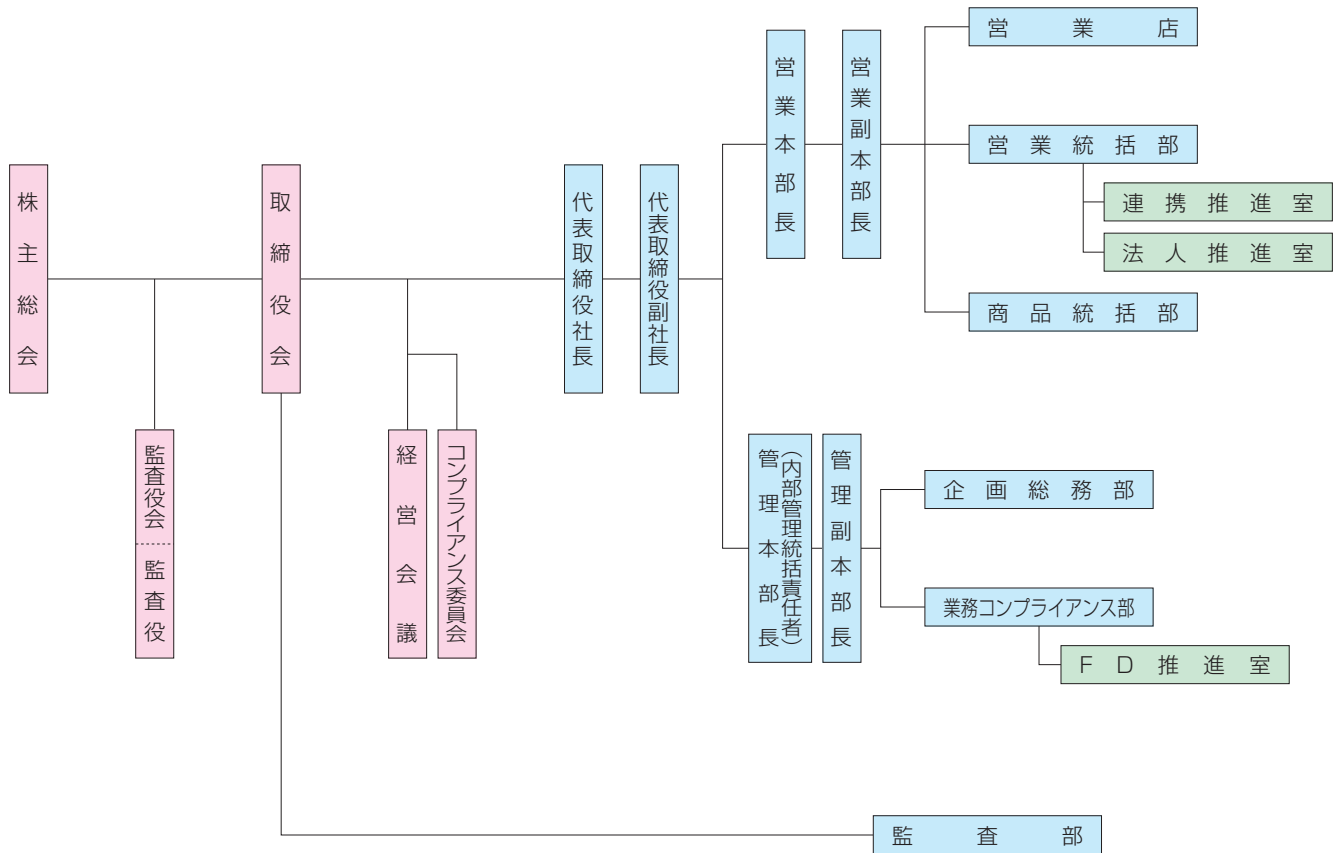 株主総会
監査役会
監査役
取締役会
経営会議
コンプライアンス委員会
代表取締役社長
代表取締役副社長
営業本部長
営業副本部長
営業店
営業統括部
連携推進室
法人推進室
商品統括部
管理本部長
（内部管理統括責任者）
管理副本部長
企画総務部
業務コンプライアンス部
ＦＤ推進室
監査部